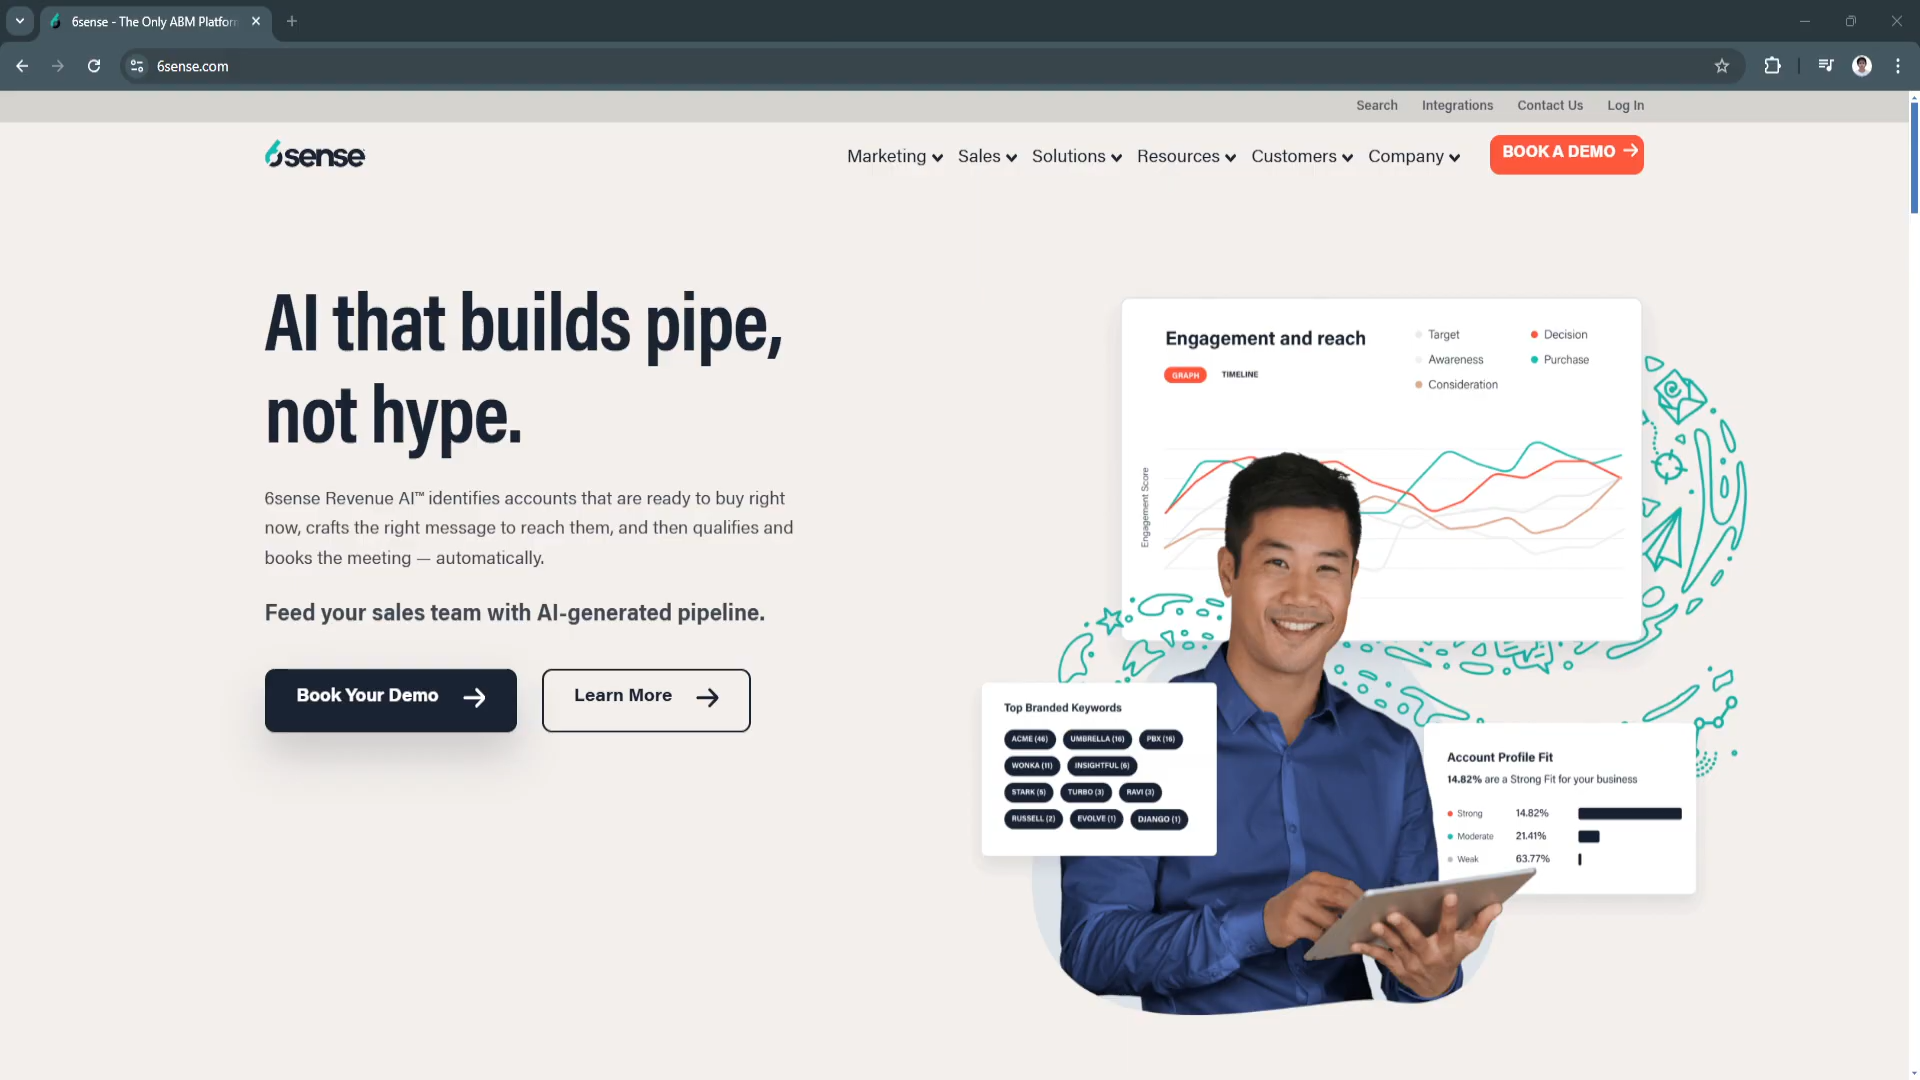 6sense - The Only ABM Platform
6sense.com
Search Integrations Contact Us Log In
6sense
Marketing Sales Solutions Resources Customers Company BOOK A DEMO
AI that builds pipe,
not hype.
6sense Revenue AI™ identifies accounts that are ready to buy right
now, crafts the right message to reach them, and then qualifies and
books the meeting — automatically.
Feed your sales team with AI-generated pipeline.
Book Your Demo
Learn More
Engagement and reach
GRAPH TIMELINE
Target
Awareness
Consideration
Decision
Purchase
Engagement Score
Top Branded Keywords
ACME (46) UMBRELLA (16) PBX (16)
WONKA (11) INSIGHTFUL (6)
STARK (5) TURBO (3) RAVI (3)
RUSSELL (2) EVOLVE (1) DJANGO (1)
Account Profile Fit
14.82% are a Strong Fit for your business
Strong 14.82%
Moderate 21.41%
Weak 63.77%